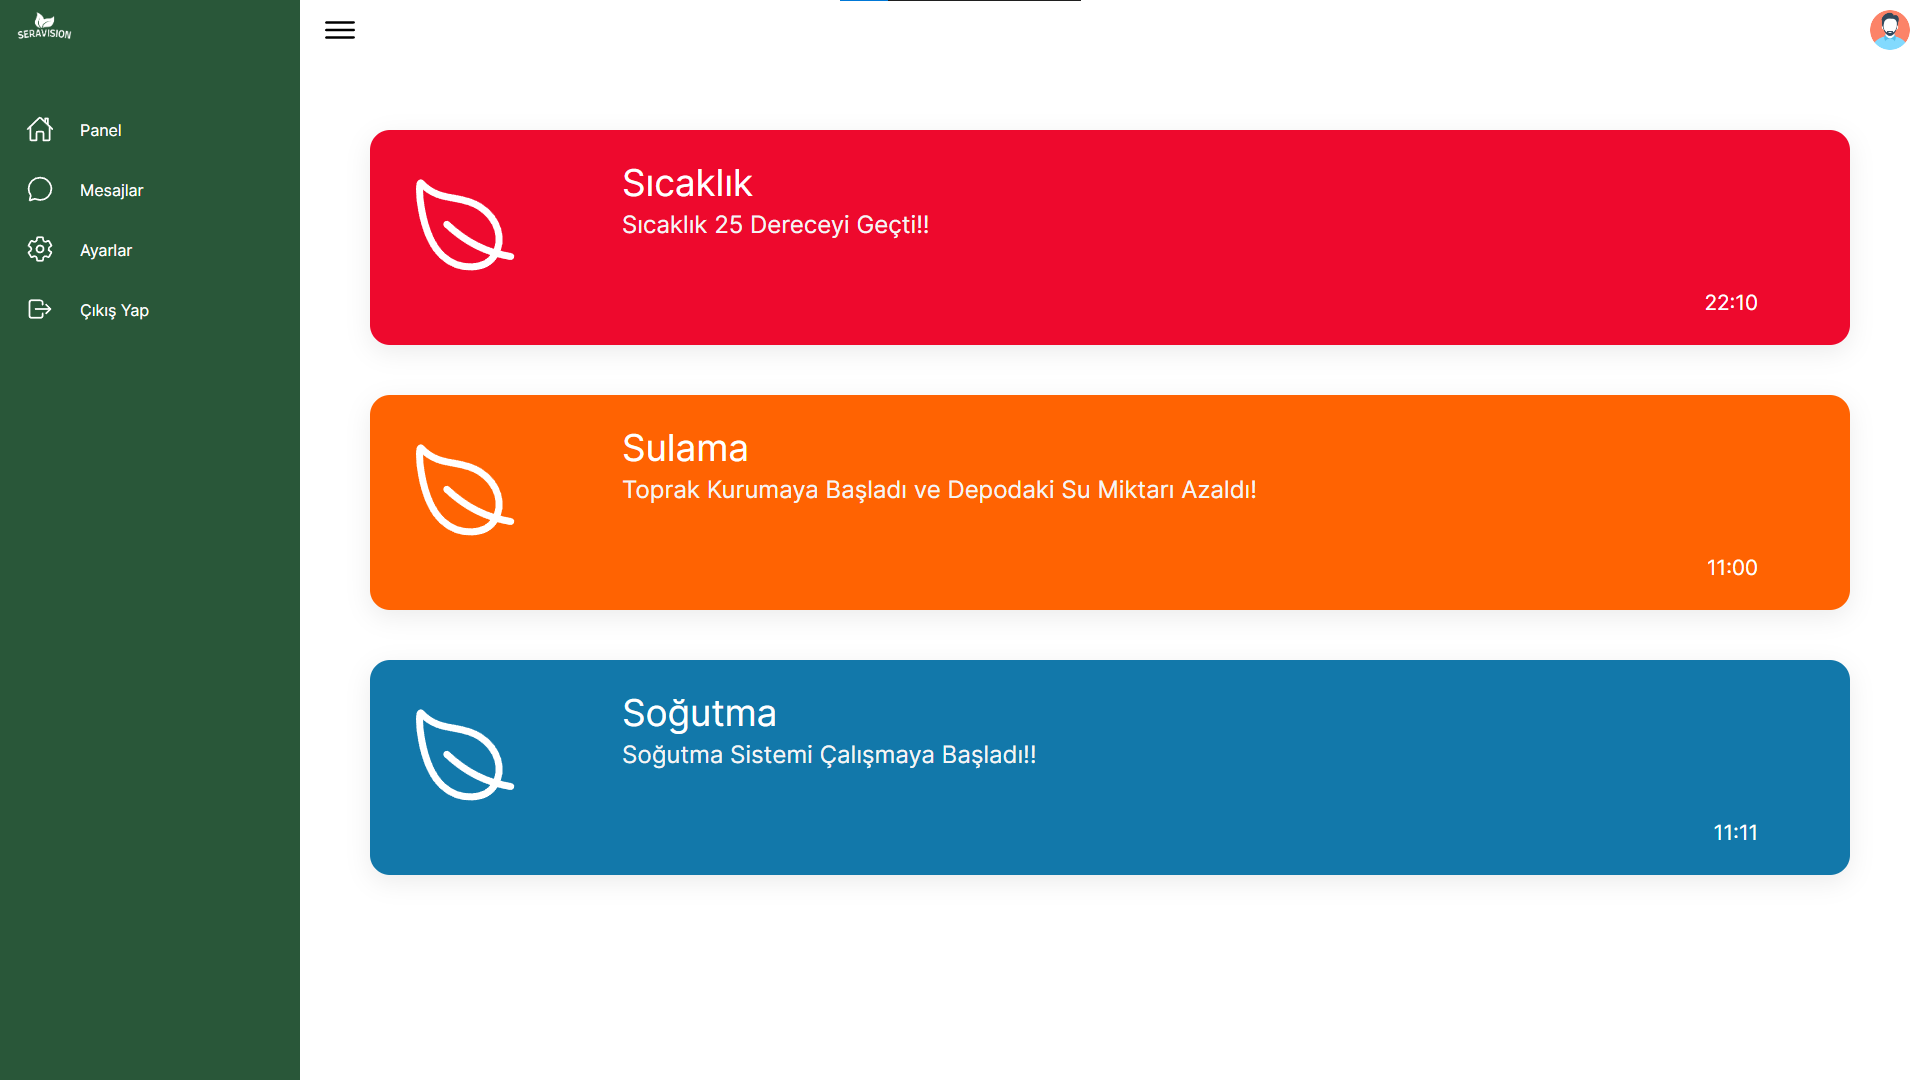 SERAVISION
Panel
Mesajlar
Ayarlar
Çıkış Yap
Sıcaklık
Sıcaklık 25 Dereceyi Geçti!!
22:10
Sulama
Toprak Kurumaya Başladı ve Depodaki Su Miktarı Azaldı!
11:00
Soğutma
Soğutma Sistemi Çalışmaya Başladı!!
11:11